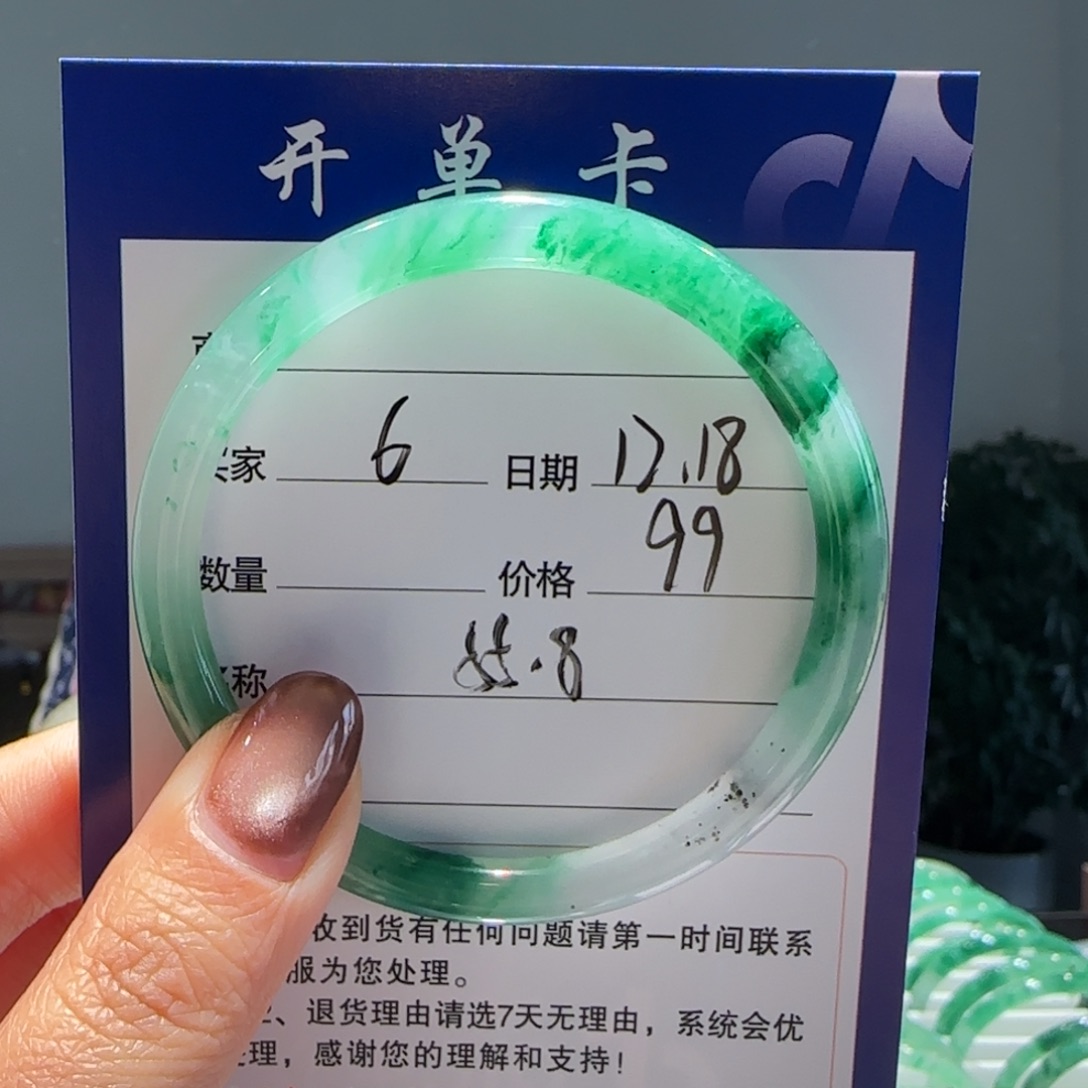 开单卡
家 6 日期 12.18
数量 价格 99
称 55.8
收到货有任何问题请第一时间联系
服为您处理。
、退货理由请选7天无理由，系统会优
理，感谢您的理解和支持！